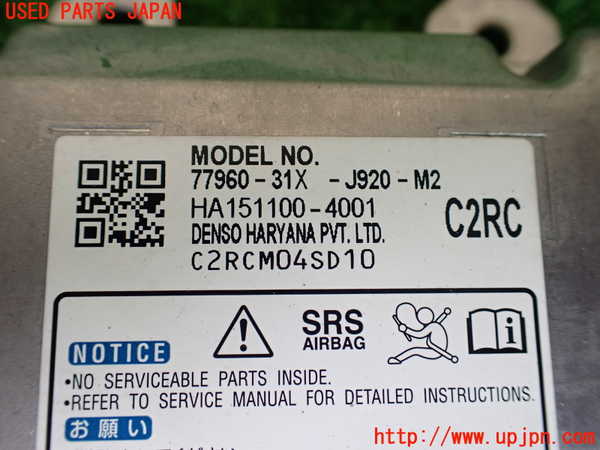 USED PARTS JAPAN
MODEL NO.
77960-31X -J920-M2
HA151100-4001
DENSO HARYANA PVT. LTD.
C2RCM04SD10
C2RC
SRS
AIRBAG
NOTICE
•NO SERVICEABLE PARTS INSIDE.
•REFER TO SERVICE MANUAL FOR DETAILED INSTRUCTIONS.
お願い
http://www.upjpn.com/